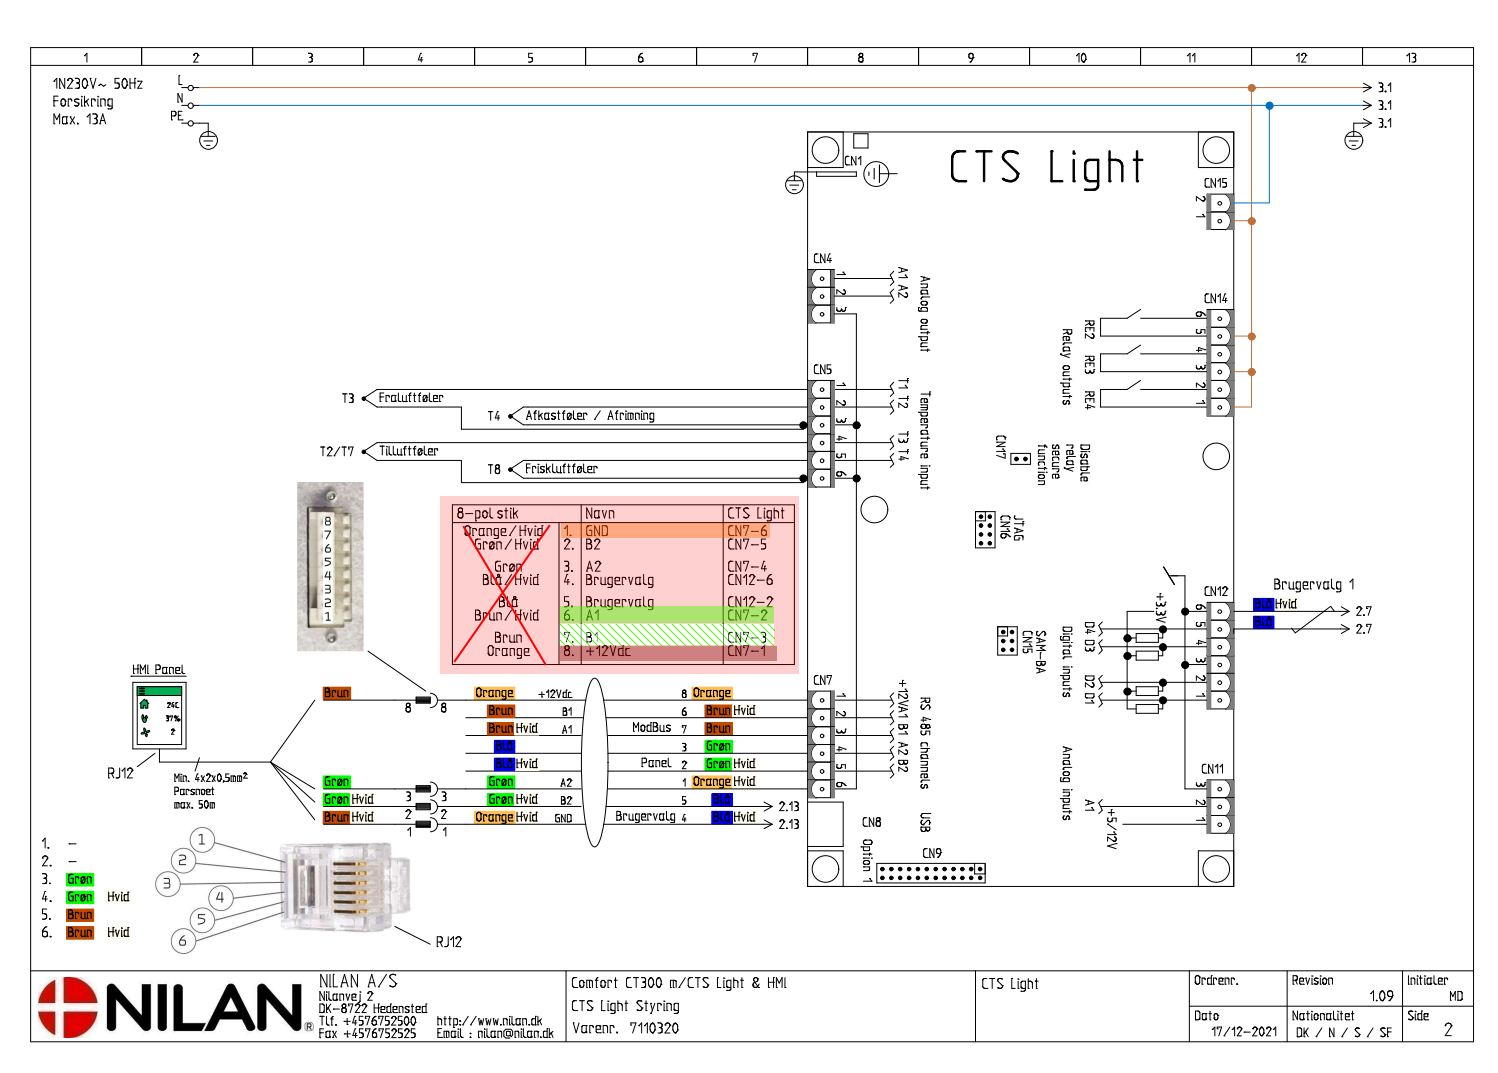 1 2 3 4 5 6 7 8 9 10 11 12 13
1N230V~ 50Hz
Forsikring
Max. 13A
L
N
PE
3.1
3.1
3.1
CTS Light
CN1
CN15
2
1
CN4
1
2
3
A1 A2
Analog output
CN14
6
5
4
3
2
1
RE2
RE3
RE4
Relay outputs
CN5
1
2
3
4
5
6
T1 T2
T3 T4
Temperature input
T3
Fraluftføler
T4
Afkastføler / Afrimning
T2/T7
Tilluftføler
T8
Friskluftføler
CN17
Disable
relay
secure
function
JTAG
CN16
8
7
6
5
4
3
2
1
8-pol stik Navn CTS Light
Orange/Hvid 1. GND CN7-6
Grøn/Hvid 2. B2 CN7-5
Grøn 3. A2 CN7-4
Blå/Hvid 4. Brugervalg CN12-6
Blå 5. Brugervalg CN12-2
Brun/Hvid 6. A1 CN7-2
Brun 7. B1 CN7-3
Orange 8. +12Vdc CN7-1
+3.3V
CN12
6
5
4
3
2
1
Brugervalg 1
Blå Hvid
Blå
2.7
2.7
D4
D3
D2 D1
Digital inputs
SAM-BA
CN15
HMI Panel
24C
37%
2
RJ12
Min. 4x2x0,5mm²
Parsnoet
max. 50m
Brun
8 8
Orange +12Vdc 8 Orange
Brun B1 6 Brun Hvid
Brun Hvid A1 ModBus 7 Brun
Blå 3 Grøn
Blå Hvid Panel 2 Grøn Hvid
Grøn
3 3
Grøn A2 1 Orange Hvid
Grøn Hvid
2 2
Grøn Hvid B2 5 Blå 2.13
Brun Hvid
1 1
Orange Hvid GND Brugervalg 4 Blå Hvid 2.13
CN7
1
2
3
4
5
6
+12V A1 B1 A2 B2
RS 485 channels
USB
CN8
Option 1
CN9
Analog inputs
CN11
3
2
1
A1
+5/12V
1. -
2. -
3. Grøn
4. Grøn Hvid
5. Brun
6. Brun Hvid
1
2
3
4
5
6
RJ12
NILAN®
NILAN A/S
Nilanvej 2
DK-8722 Hedensted
Tlf. +4576752500 http://www.nilan.dk
Fax +4576752525 Email : nilan@nilan.dk
Comfort CT300 m/CTS Light & HMI
CTS Light Styring
Varenr. 7110320
CTS Light
Ordrenr.
Revision
1.09
Initialer
MD
Dato
17/12-2021
Nationalitet
DK / N / S / SF
Side
2